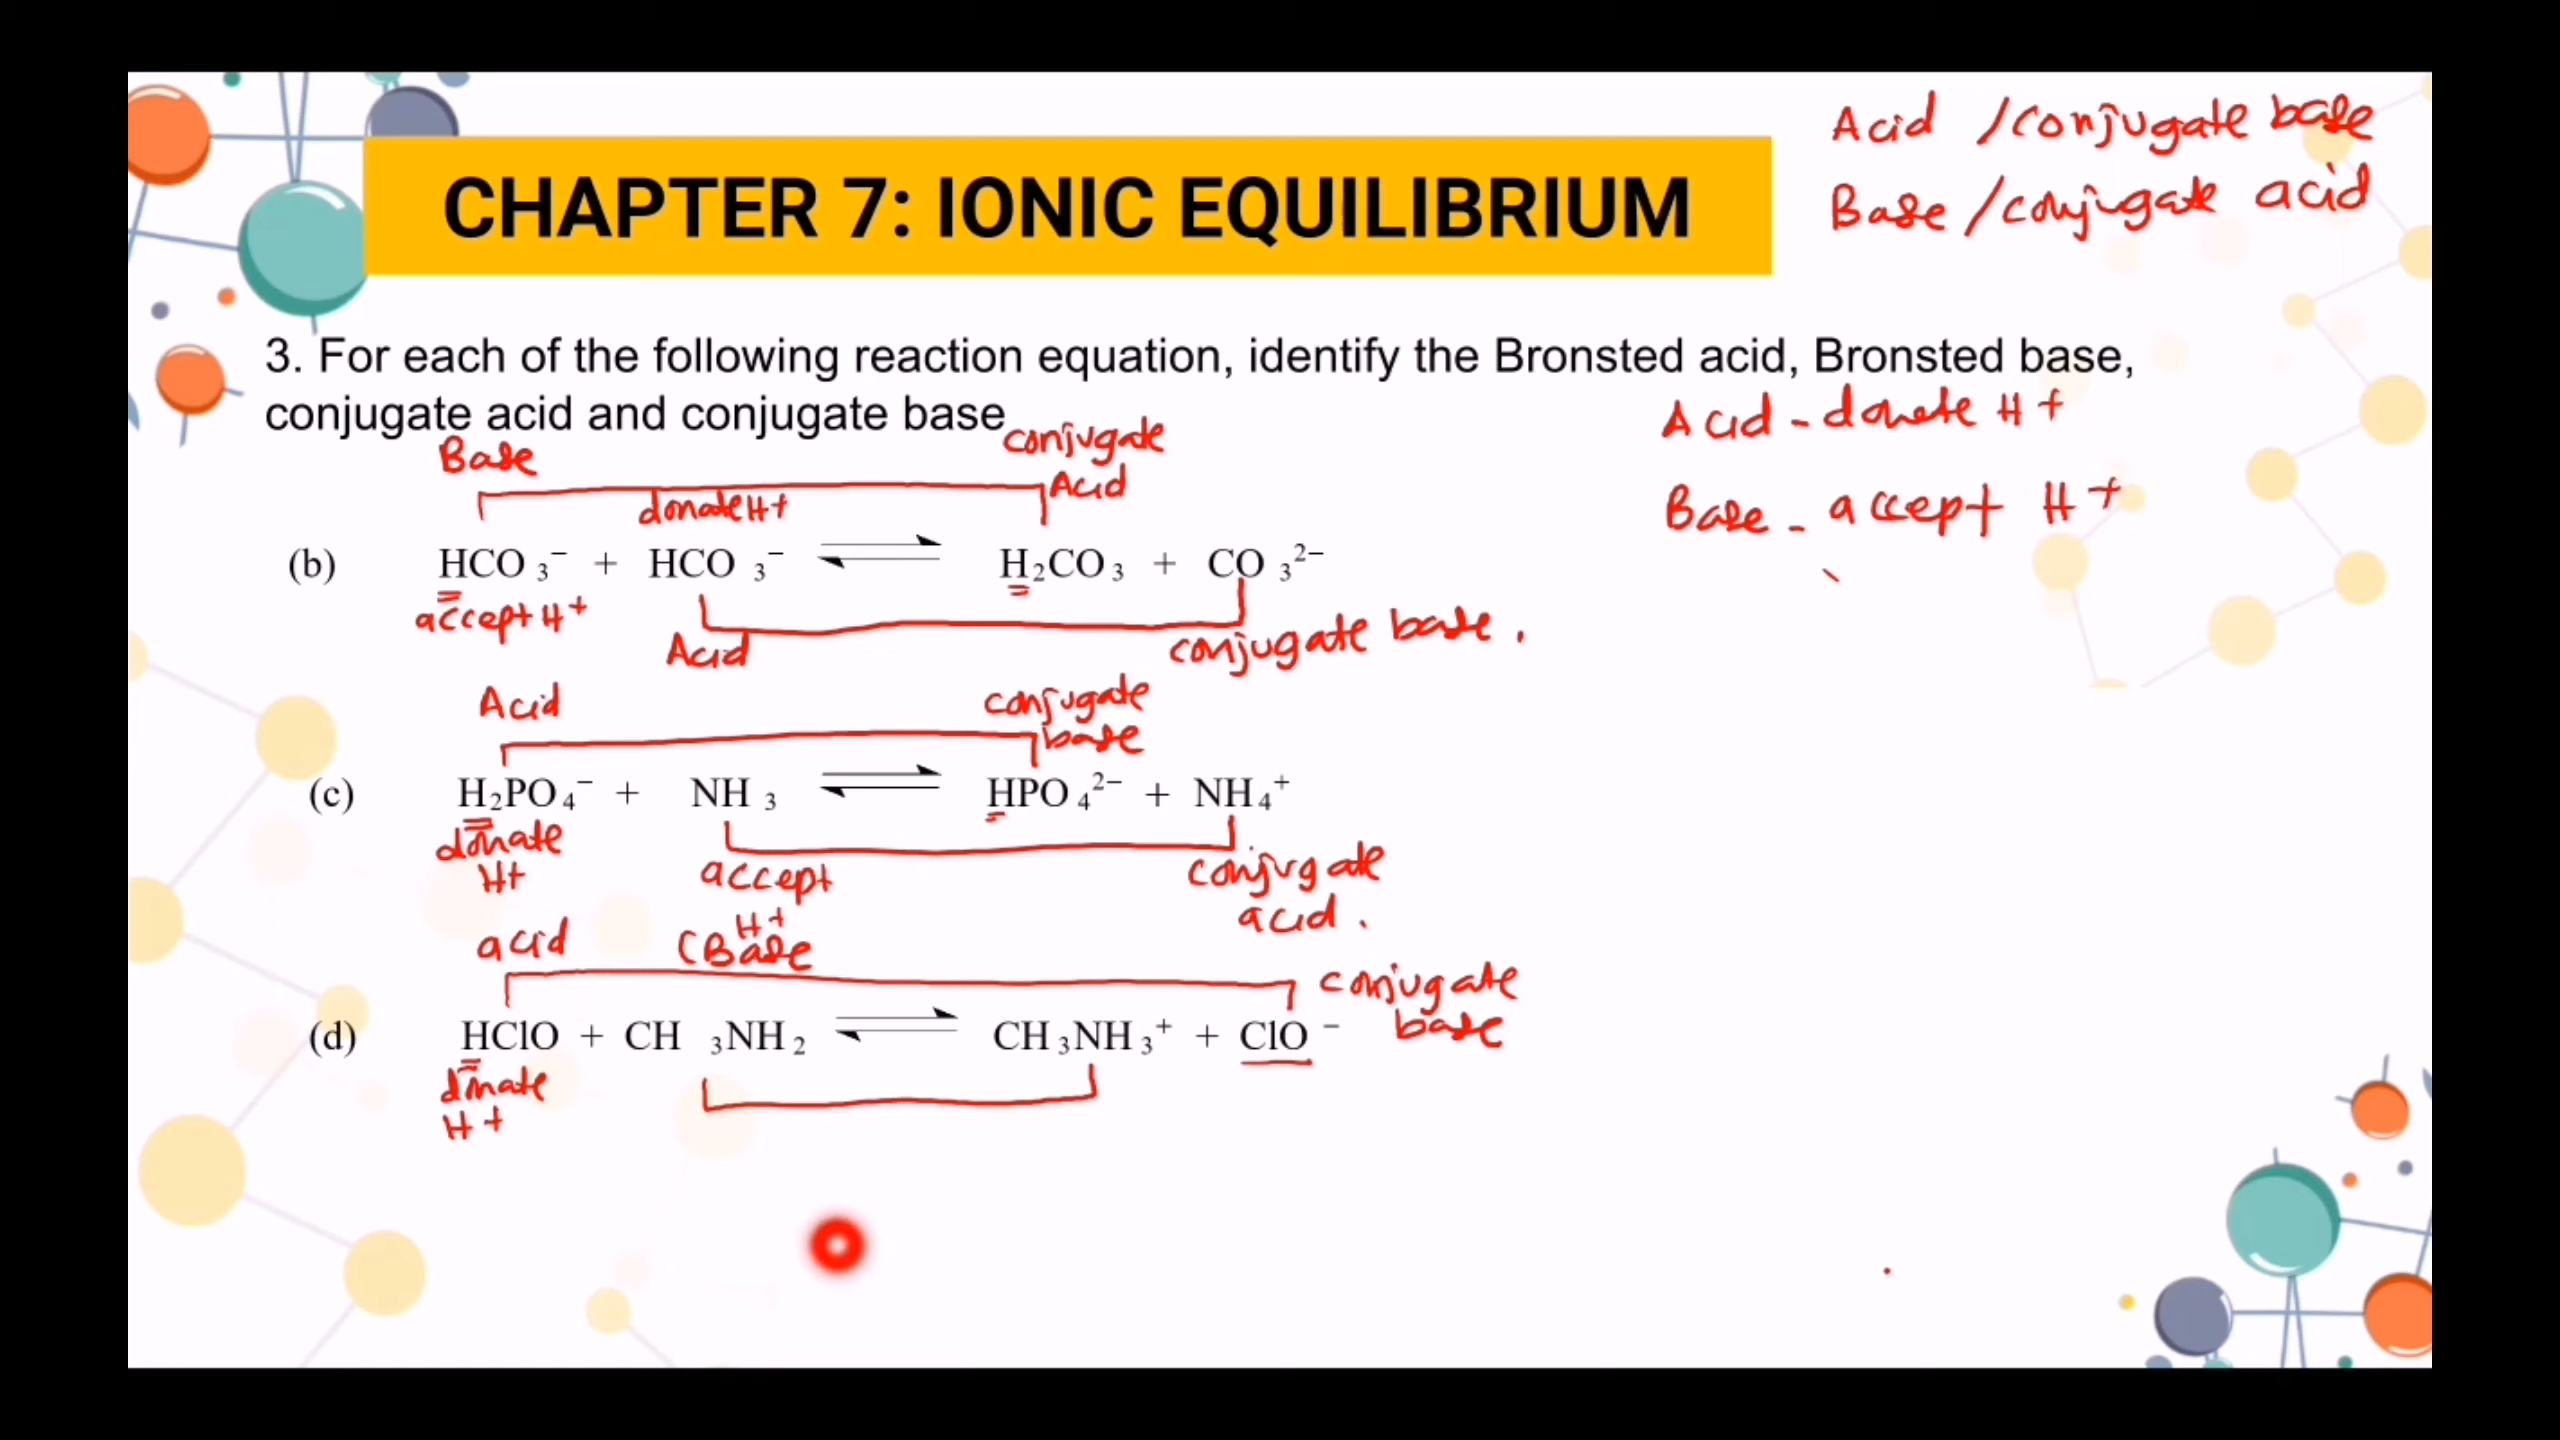 Acid /conjugate base
CHAPTER 7: IONIC EQUILIBRIUM
Base /conjugate acid
3. For each of the following reaction equation, identify the Bronsted acid, Bronsted base,
conjugate acid and conjugate base
Acid - donate H+
Base - accept H+
Base conjugate
Acid
donate H+
(b) HCO₃⁻ + HCO₃⁻ ⇌ H₂CO₃ + CO₃²⁻
accept H+
Acid conjugate base.
Acid conjugate
base
(c) H₂PO₄⁻ + NH₃ ⇌ HPO₄²⁻ + NH₄⁺
donate accept conjugate
H+ H+ acid.
acid (Base conjugate
base
(d) HClO + CH₃NH₂ ⇌ CH₃NH₃⁺ + ClO⁻
donate
H+